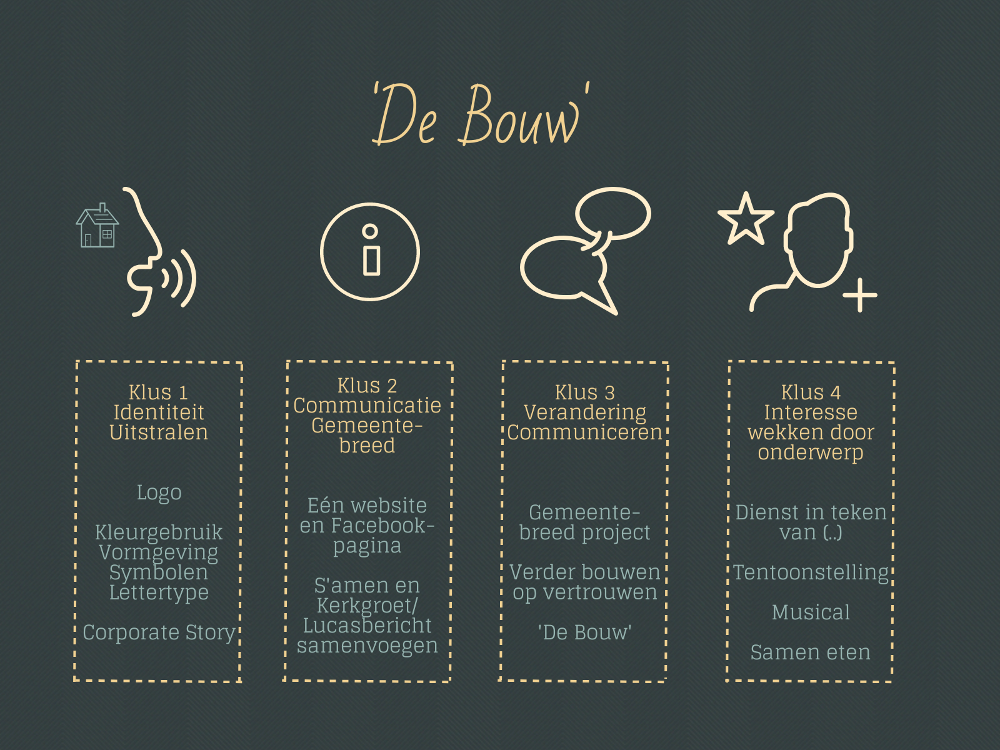 'De Bouw'
Klus 1
Identiteit
Uitstralen
Logo
Kleurgebruik
Vormgeving
Symbolen
Lettertype
Corporate Story
Klus 2
Communicatie
Gemeente-
breed
Eén website
en Facebook-
pagina
S'amen en
Kerkgroet/
Lucasbericht
samenvoegen
Klus 3
Verandering
Communiceren
Gemeente-
breed project
Verder bouwen
op vertrouwen
'De Bouw'
Klus 4
Interesse
wekken door
onderwerp
Dienst in teken
van (..)
Tentoonstelling
Musical
Samen eten